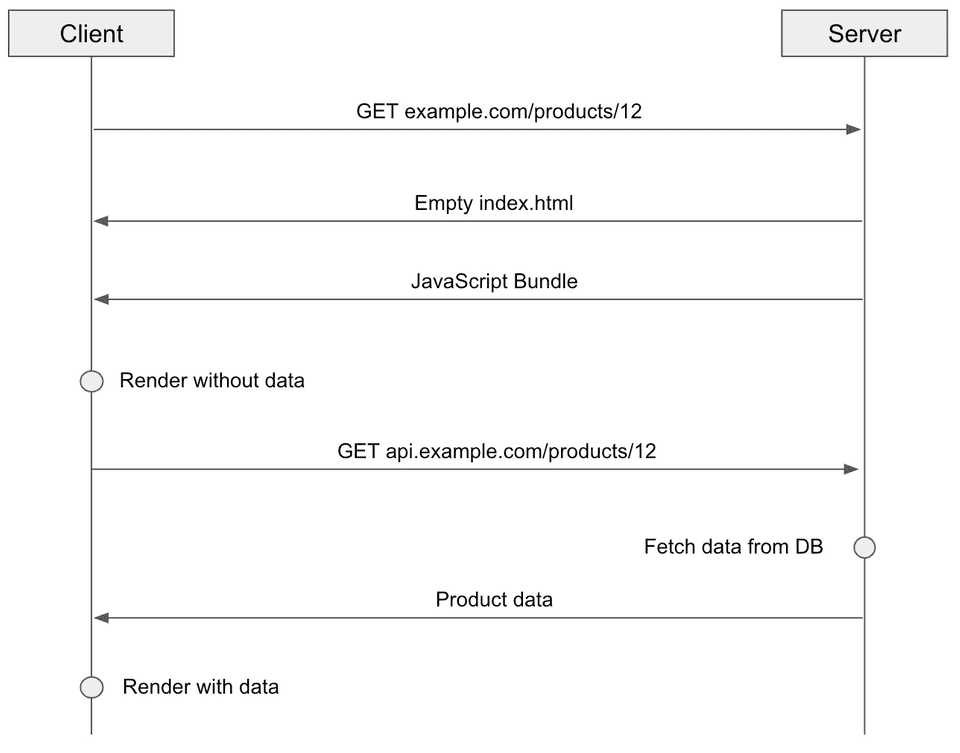 Client
Server
GET example.com/products/12
Empty index.html
JavaScript Bundle
Render without data
GET api.example.com/products/12
Fetch data from DB
Product data
Render with data